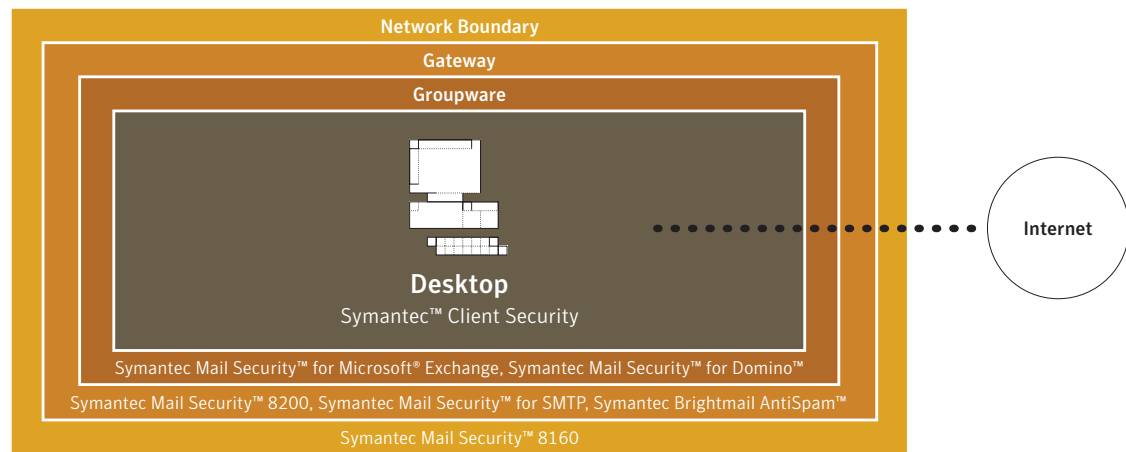 Network Boundary
Gateway
Groupware
Internet
Desktop
Symantec™ Client Security
Symantec Mail Security™ for Microsoft® Exchange, Symantec Mail Security™ for Domino™
Symantec Mail Security™ 8200, Symantec Mail Security™ for SMTP, Symantec Brightmail AntiSpam™
Symantec Mail Security™ 8160